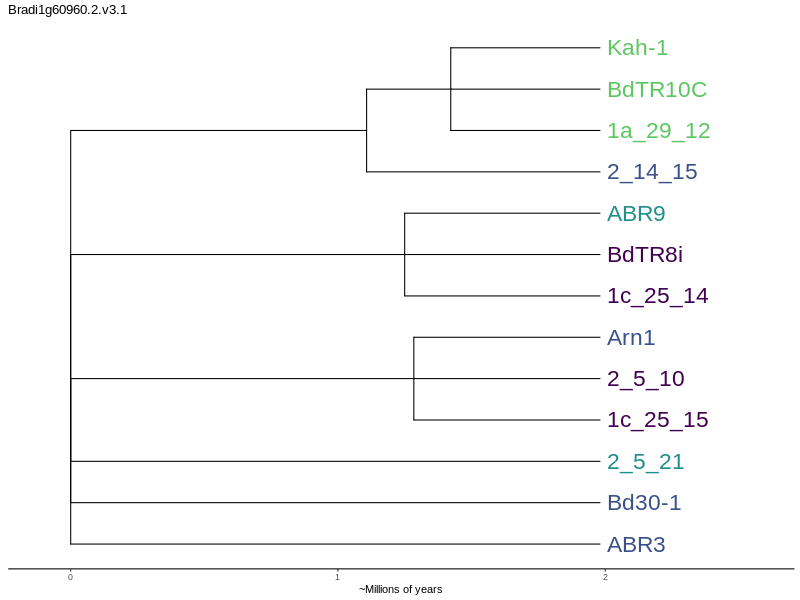 Bradi1g60960.2.v3.1
Kah-1
BdTR10C
1a_29_12
2_14_15
ABR9
BdTR8i
1c_25_14
Arn1
2_5_10
1c_25_15
2_5_21
Bd30-1
ABR3
0 1 2
~Millions of years